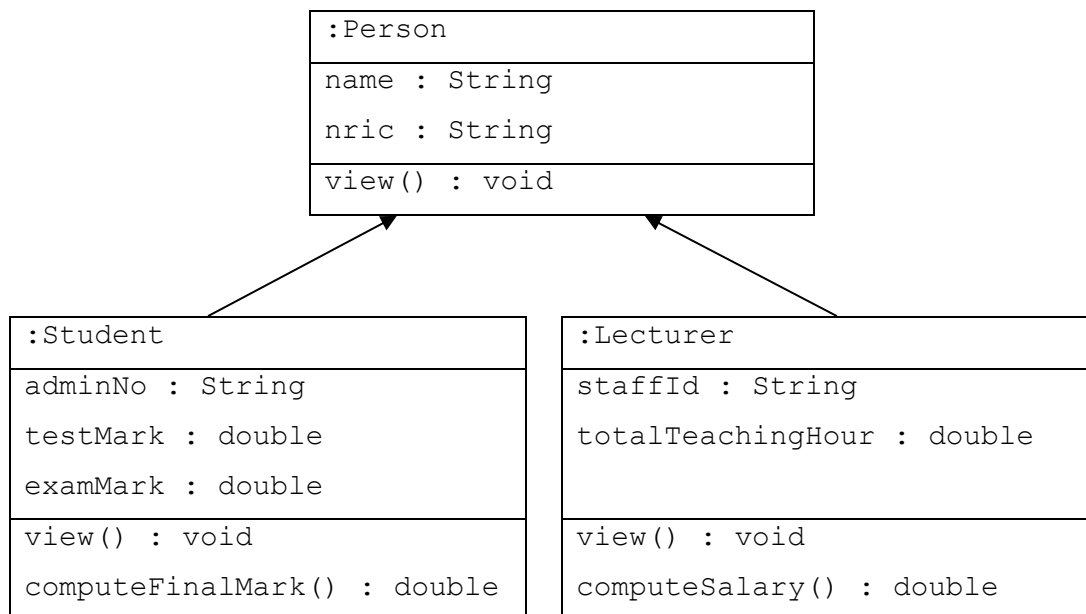 :Person
name : String
nric : String
view() : void
:Student
adminNo : String
testMark : double
examMark : double
view() : void
computeFinalMark() : double
:Lecturer
staffId : String
totalTeachingHour : double
view() : void
computeSalary() : double